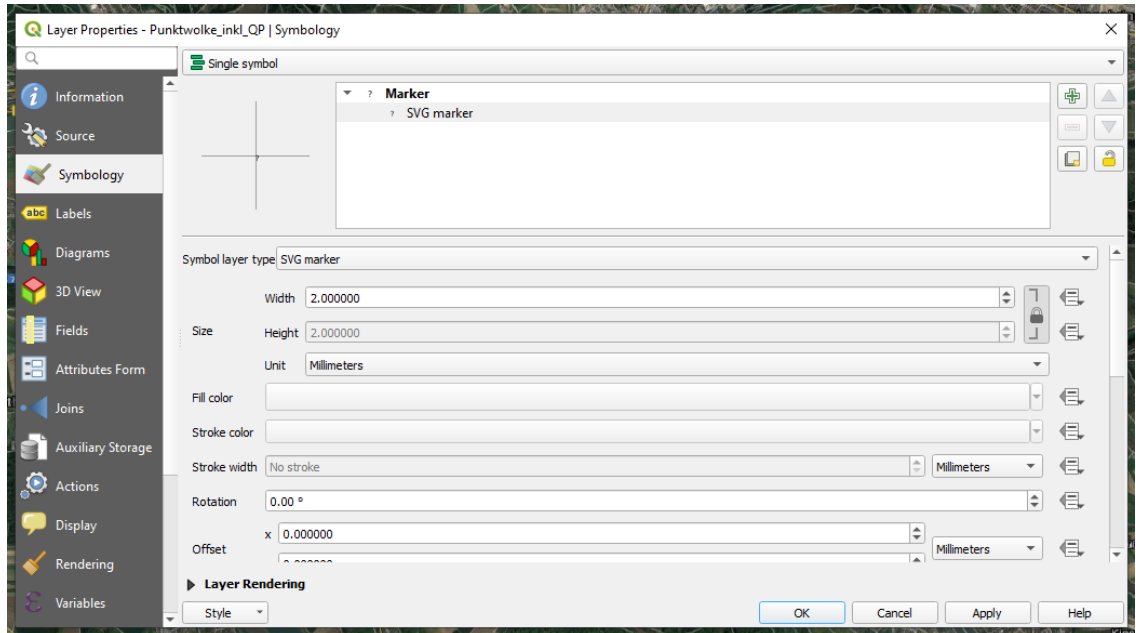 Layer Properties - Punktwolke_inkl_QP | Symbology
Single symbol
Information
Source
Symbology
Labels
Diagrams
3D View
Fields
Attributes Form
Joins
Auxiliary Storage
Actions
Display
Rendering
Variables
abc
? Marker
? SVG marker
?
Symbol layer type SVG marker
Size
Width 2.000000
Height 2.000000
Unit Millimeters
Fill color
Stroke color
Stroke width No stroke Millimeters
Rotation 0.00 °
Offset
x 0.000000
Millimeters
Layer Rendering
Style OK Cancel Apply Help